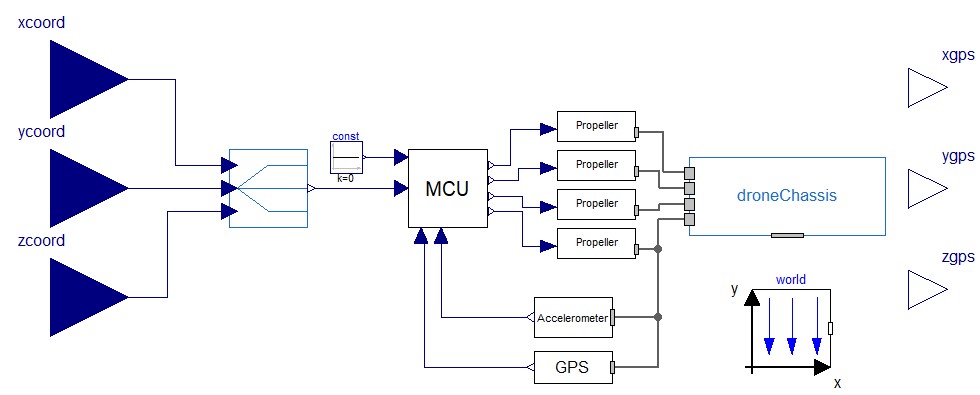 xcoord
xgps
Propeller
const
ycoord
ygps
Propeller
k=0
MCU
droneChassis
Propeller
zcoord
Propeller
zgps
world
y
Accelerometer
GPS
x